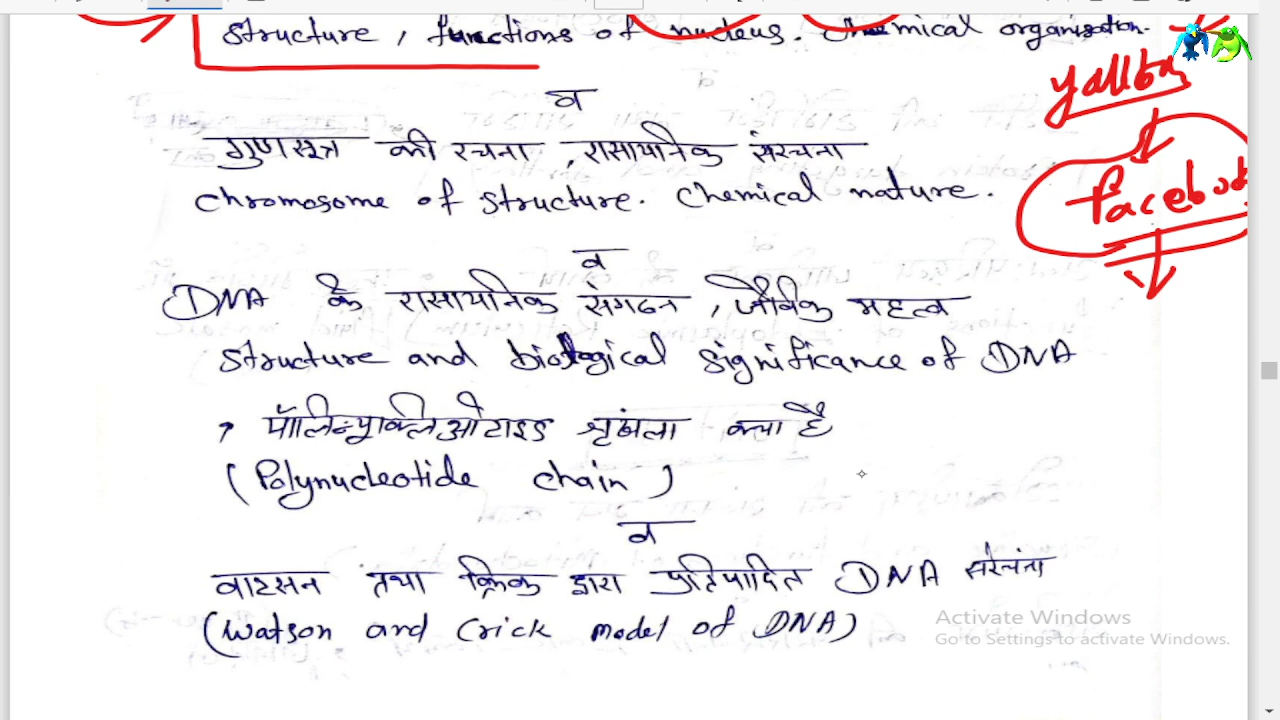 structure, functions of nucleus. Chemical organisation.
व
गुणसूत्र की रचना, रासायनिक संरचना
chromosome of structure. Chemical nature.
व
DNA के रासायनिक संगठन, जैविक महत्व
structure and biological significance of DNA
, पॉलिन्यूक्लिओटाइड श्रृंखला क्या है
(Polynucleotide chain)
व
वाटसन तथा क्रिक द्वारा प्रतिपादित DNA
(Watson and Crick model of DNA)
facebook
Activate Windows
Go to Settings to activate Windows.